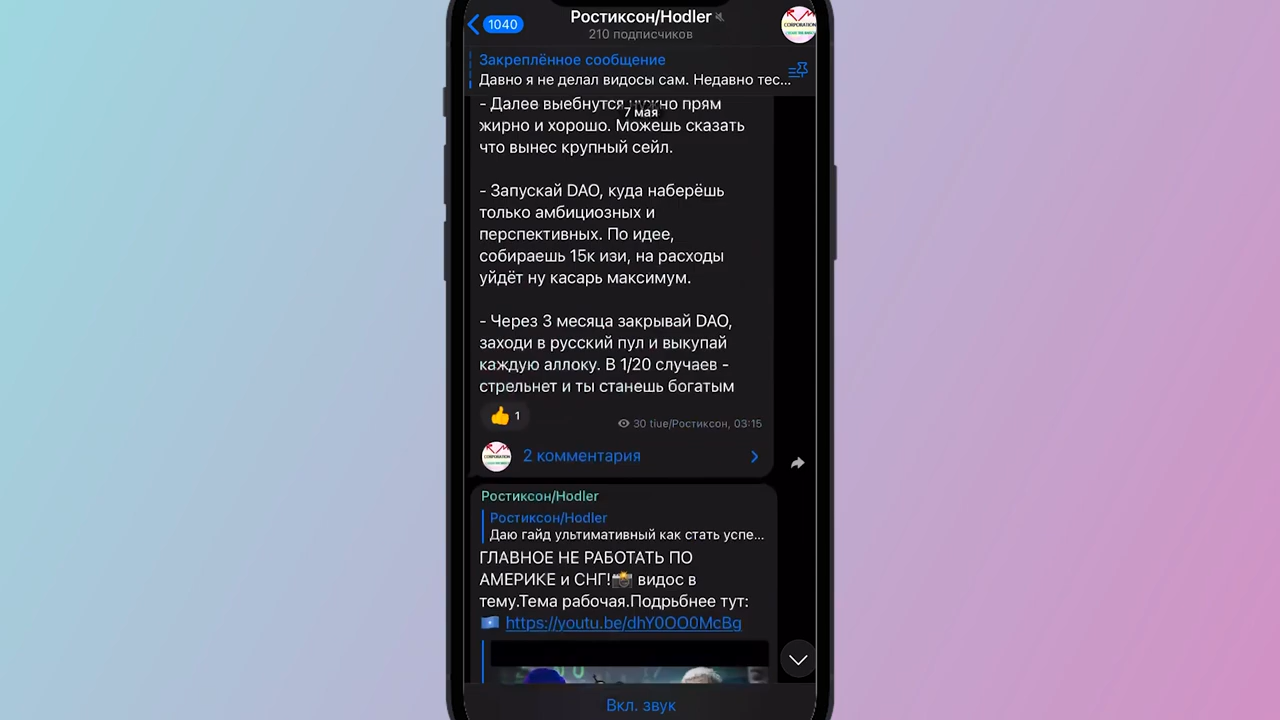 1040
Ростиксон/Hodler
210 подписчиков
CORPORATION
Закреплённое сообщение
Давно я не делал видосы сам. Недавно тес...
7 мая
- Далее выебнутся нужно прям
жирно и хорошо. Можешь сказать
что вынес крупный сейл.
- Запускай DAO, куда наберёшь
только амбициозных и
перспективных. По идее,
собираешь 15к изи, на расходы
уйдёт ну касарь максимум.
- Через 3 месяца закрывай DAO,
заходи в русский пул и выкупай
каждую аллоку. В 1/20 случаев -
стрельнет и ты станешь богатым
👍 1
30 tiue/Ростиксон, 03:15
CORPORATION
2 комментария
Ростиксон/Hodler
Ростиксон/Hodler
Даю гайд ультимативный как стать успе...
ГЛАВНОЕ НЕ РАБОТАТЬ ПО
АМЕРИКЕ и СНГ!📸 видос в
тему.Тема рабочая.Подрьбнее тут:
🇸🇴 https://youtu.be/dhY0OO0McBg
Вкл. звук